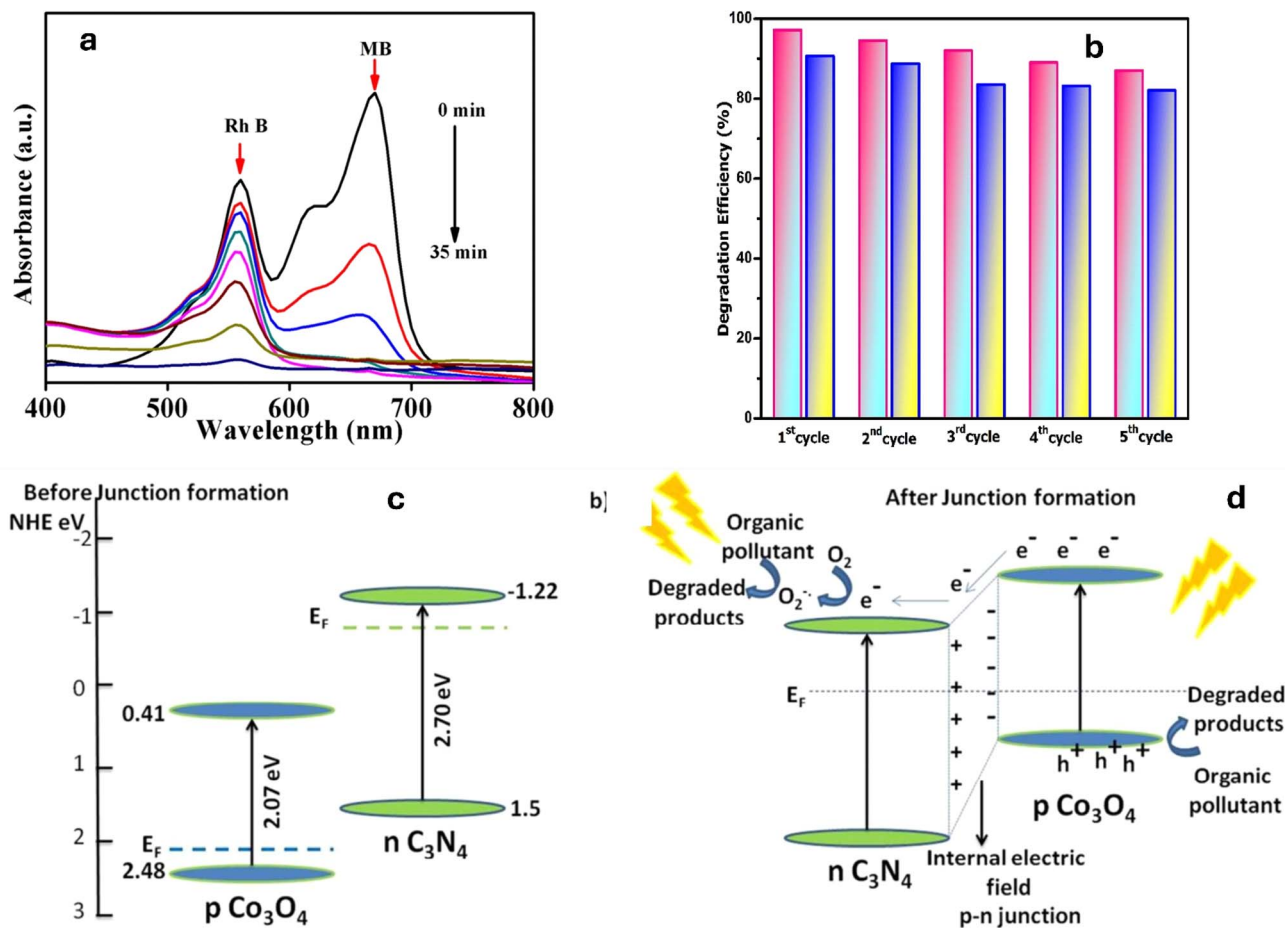 a
MB
Rh B
0 min
35 min
Absorbance (a.u.)
400 500 600 700 800
Wavelength (nm)
b
100
80
60
40
20
0
Degradation Efficiency (%)
1st cycle 2nd cycle 3rd cycle 4th cycle 5th cycle
Before Junction formation
c
NHE eV
-2
-1
0
1
2
3
-1.22
EF
2.70 eV
1.5
n C3N4
0.41
2.07 eV
EF
2.48
p Co3O4
b)
After Junction formation
d
Organic
pollutant
O2
Degraded
products
O2-.
e-
e-
e- e- e-
+
+
+
+
+
-
-
-
-
-
EF
Degraded
products
h+ h+ h+
Organic
pollutant
p Co3O4
n C3N4
Internal electric
field
p-n junction